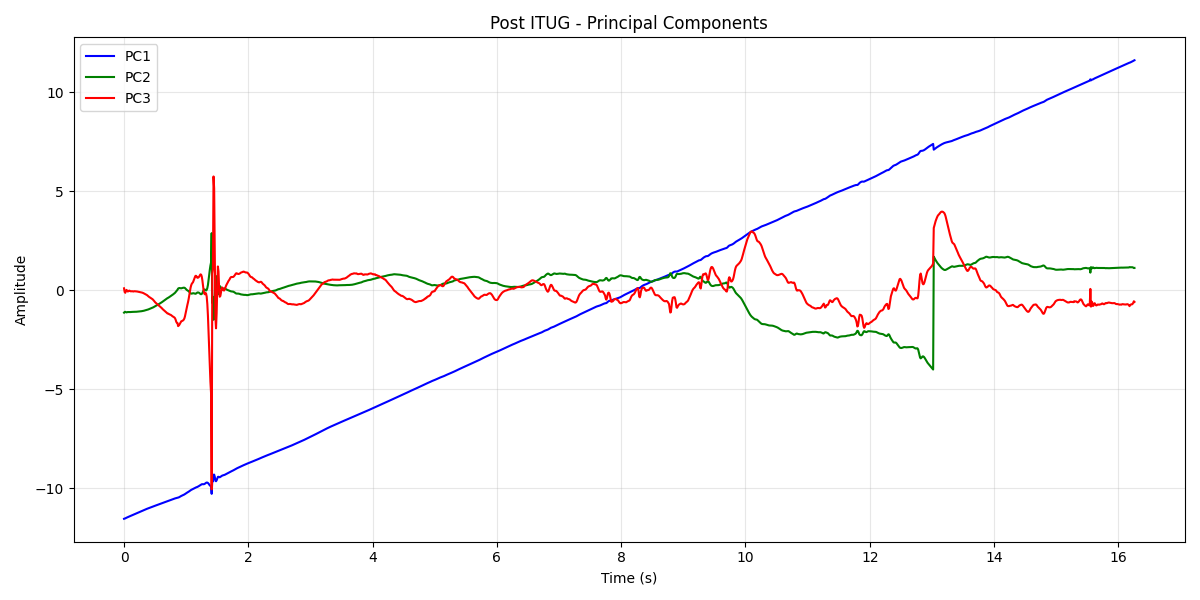 Post ITUG - Principal Components
PC1
PC2
PC3
Amplitude
10
5
0
−5
−10
0 2 4 6 8 10 12 14 16
Time (s)